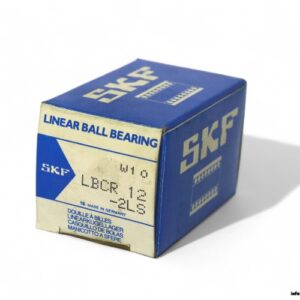 LINEAR BALL BEARING
SKF
W10
LBCR 12
-2LS
MADE IN GERMANY
DOUILLE À BILLES
LINEARKUGELLAGER
CASQUILLO DE BOLAS
MANICOTTO A SFERE
SKF